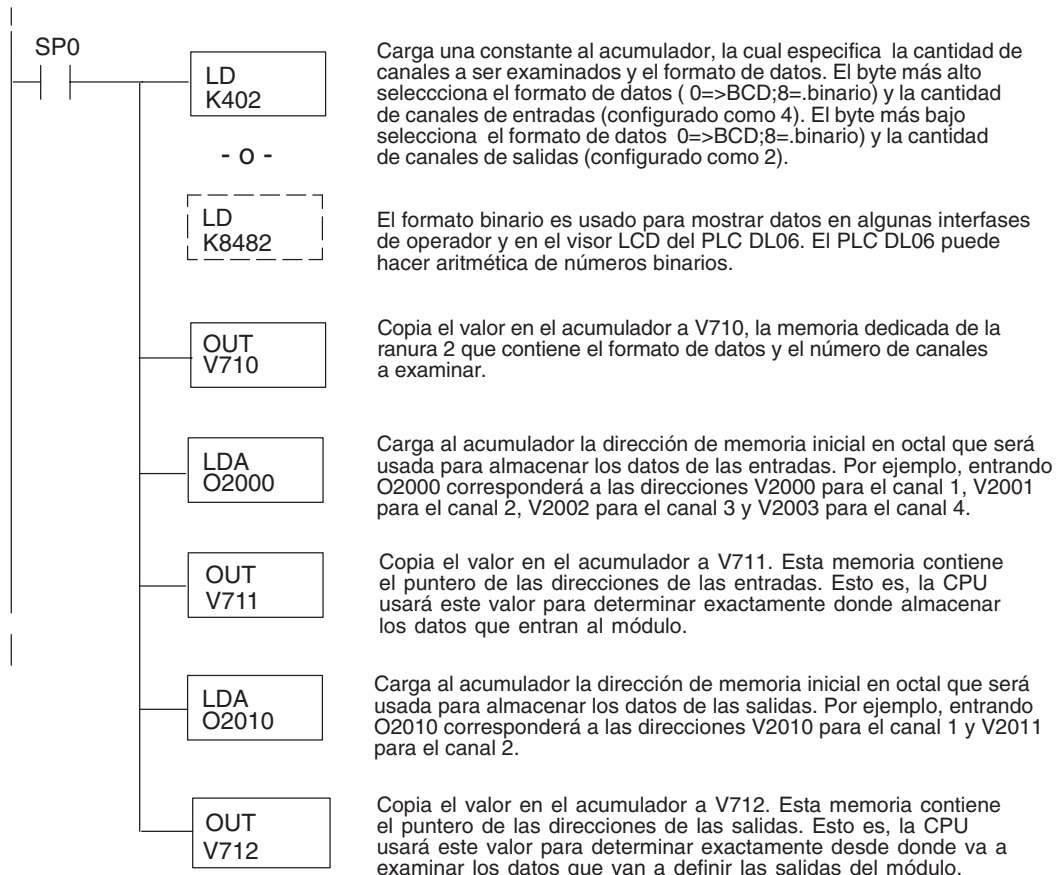 SP0
LD
K402
Carga una constante al acumulador, la cual especifica la cantidad de
canales a ser examinados y el formato de datos. El byte más alto
seleccciona el formato de datos ( 0=>BCD;8=.binario) y la cantidad
de canales de entradas (configurado como 4). El byte más bajo
selecciona el formato de datos 0=>BCD;8=.binario) y la cantidad
de canales de salidas (configurado como 2).
- o -
LD
K8482
El formato binario es usado para mostrar datos en algunas interfases
de operador y en el visor LCD del PLC DL06. El PLC DL06 puede
hacer aritmética de números binarios.
OUT
V710
Copia el valor en el acumulador a V710, la memoria dedicada de la
ranura 2 que contiene el formato de datos y el número de canales
a examinar.
LDA
O2000
Carga al acumulador la dirección de memoria inicial en octal que será
usada para almacenar los datos de las entradas. Por ejemplo, entrando
O2000 corresponderá a las direcciones V2000 para el canal 1, V2001
para el canal 2, V2002 para el canal 3 y V2003 para el canal 4.
OUT
V711
Copia el valor en el acumulador a V711. Esta memoria contiene
el puntero de las direcciones de las entradas. Esto es, la CPU
usará este valor para determinar exactamente donde almacenar
los datos que entran al módulo.
LDA
O2010
Carga al acumulador la dirección de memoria inicial en octal que será
usada para almacenar los datos de las salidas. Por ejemplo, entrando
O2010 corresponderá a las direcciones V2010 para el canal 1 y V2011
para el canal 2.
OUT
V712
Copia el valor en el acumulador a V712. Esta memoria contiene
el puntero de las direcciones de las salidas. Esto es, la CPU
usará este valor para determinar exactamente desde donde va a
examinar los datos que van a definir las salidas del módulo.